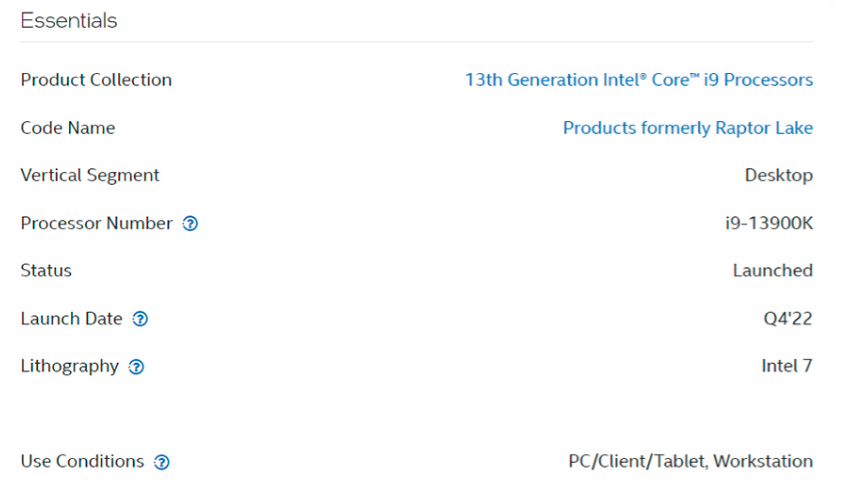 Essentials
Product Collection 13th Generation Intel® Core™ i9 Processors
Code Name Products formerly Raptor Lake
Vertical Segment Desktop
Processor Number ? i9-13900K
Status Launched
Launch Date ? Q4'22
Lithography ? Intel 7
Use Conditions ? PC/Client/Tablet, Workstation